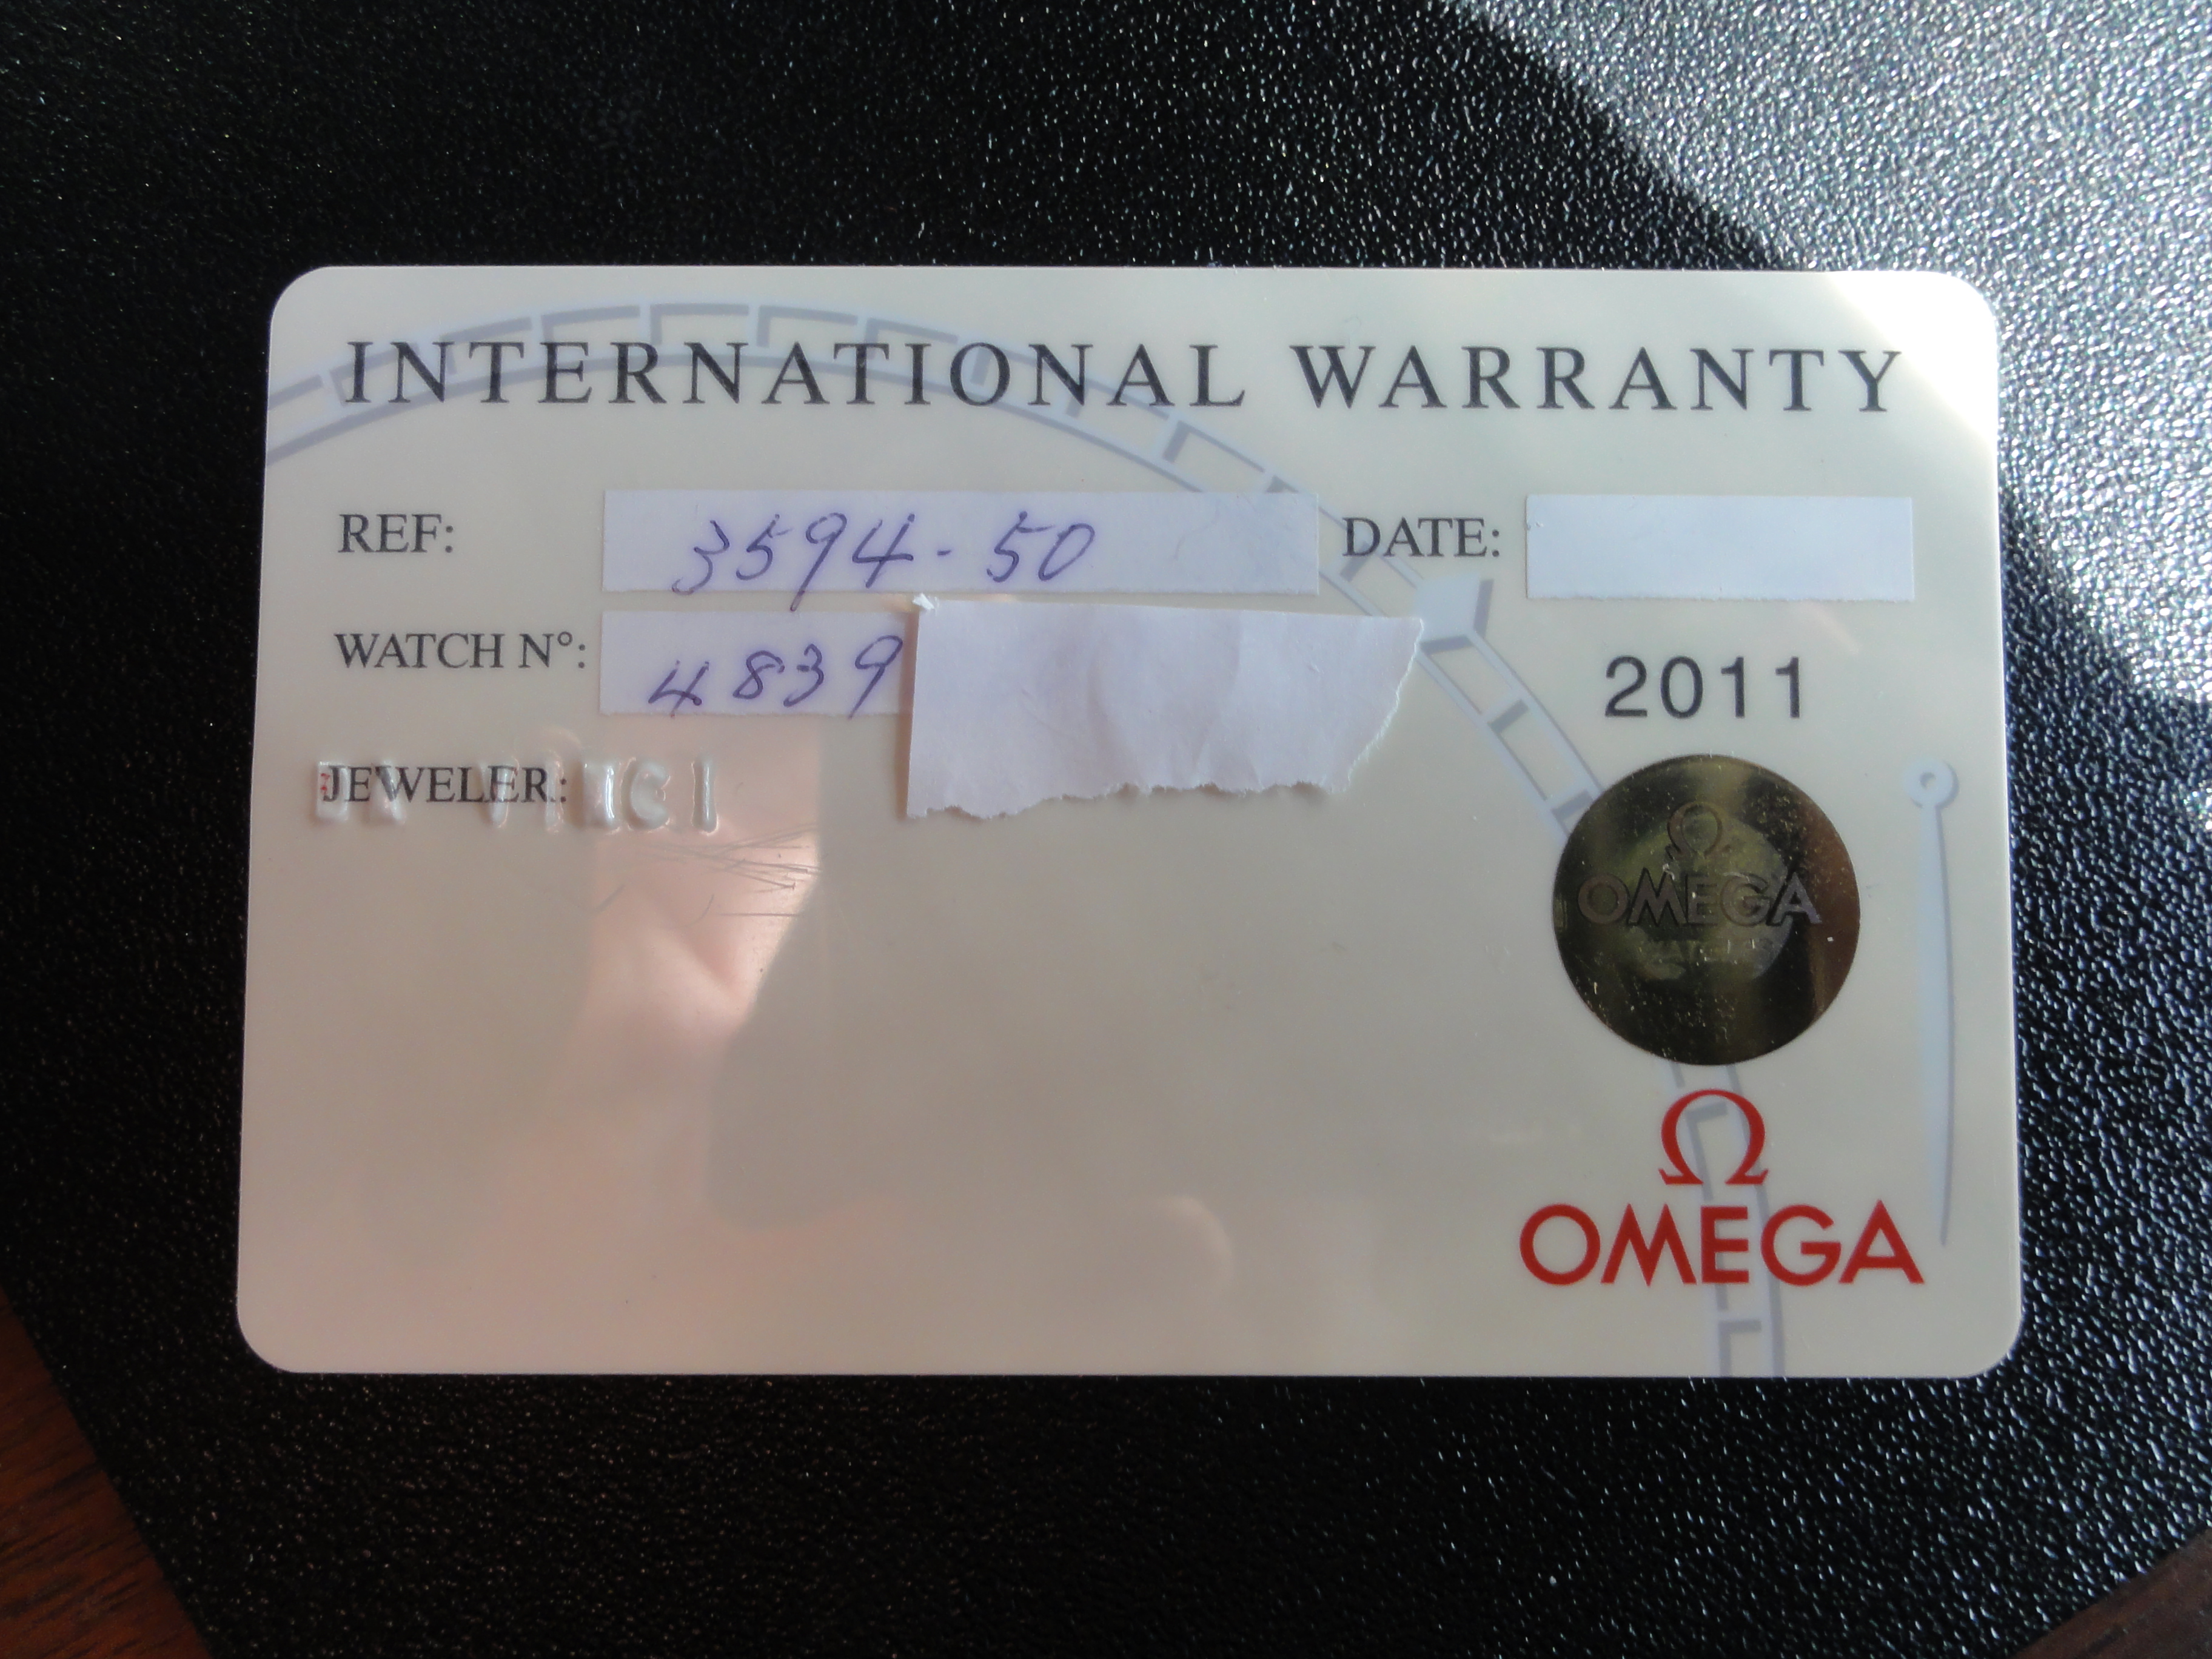 INTERNATIONAL WARRANTY
REF: 3594-50 DATE:
WATCH N°: 4839
2011
JEWELER:
Ω
OMEGA
Ω
OMEGA